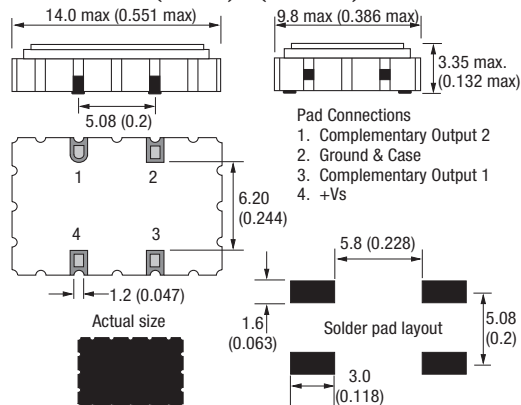 14.0 max (0.551 max)
9.8 max (0.386 max)
3.35 max.
(0.132 max)
5.08 (0.2)
Pad Connections
1. Complementary Output 2
2. Ground & Case
3. Complementary Output 1
4. +Vs
1
2
6.20
(0.244)
4
3
1.2 (0.047)
5.8 (0.228)
Actual size
1.6
(0.063)
Solder pad layout
5.08
(0.2)
3.0
(0.118)